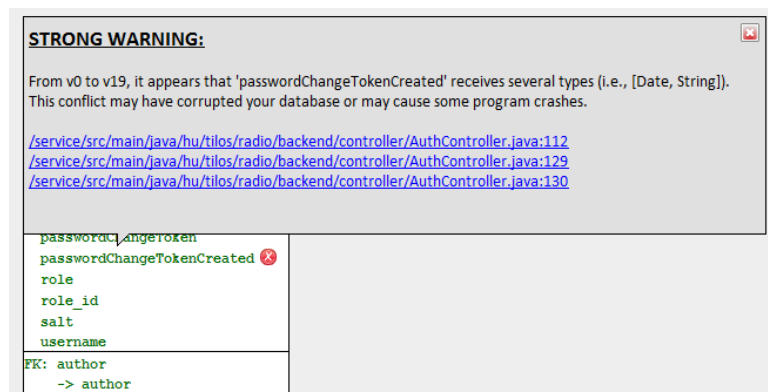 STRONG WARNING:
From v0 to v19, it appears that 'passwordChangeTokenCreated' receives several types (i.e., [Date, String]).
This conflict may have corrupted your database or may cause some program crashes.
/service/src/main/java/hu/tilos/radio/backend/controller/AuthController.java:112
/service/src/main/java/hu/tilos/radio/backend/controller/AuthController.java:129
/service/src/main/java/hu/tilos/radio/backend/controller/AuthController.java:130
passwordChangeToken
passwordChangeTokenCreated
role
role_id
salt
username
FK: author
-> author